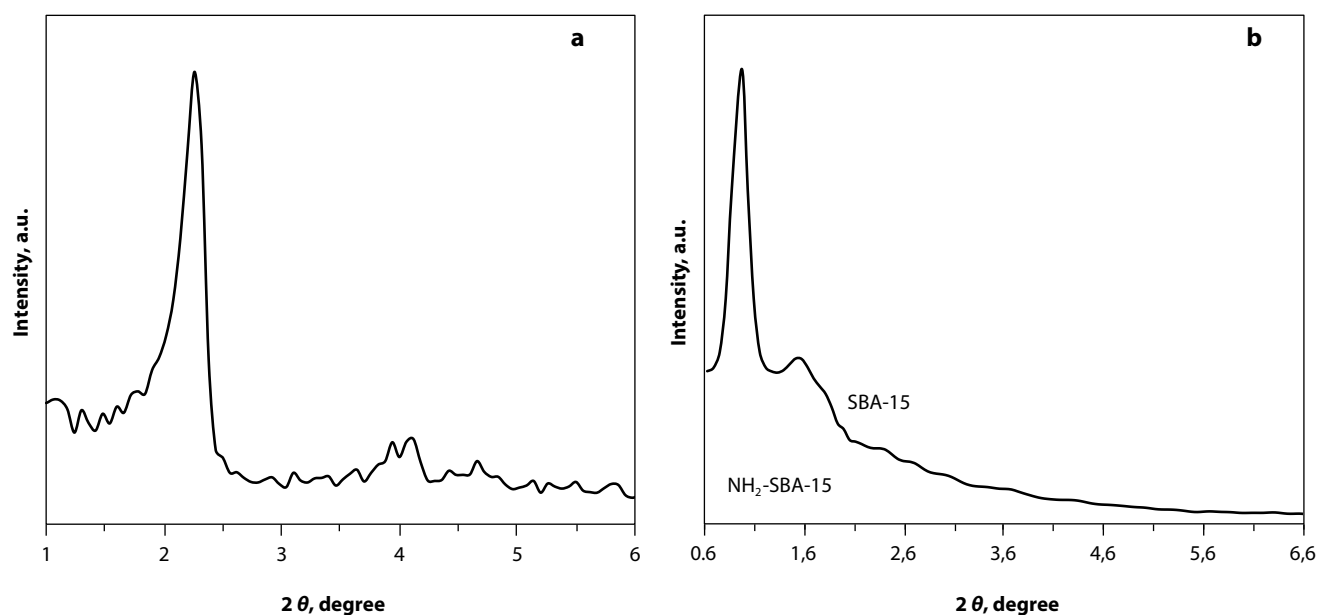 a
Intensity, a.u.
1 2 3 4 5 6
2 θ, degree
b
Intensity, a.u.
SBA-15
NH₂-SBA-15
0.6 1,6 2,6 3,6 4,6 5,6 6,6
2 θ, degree